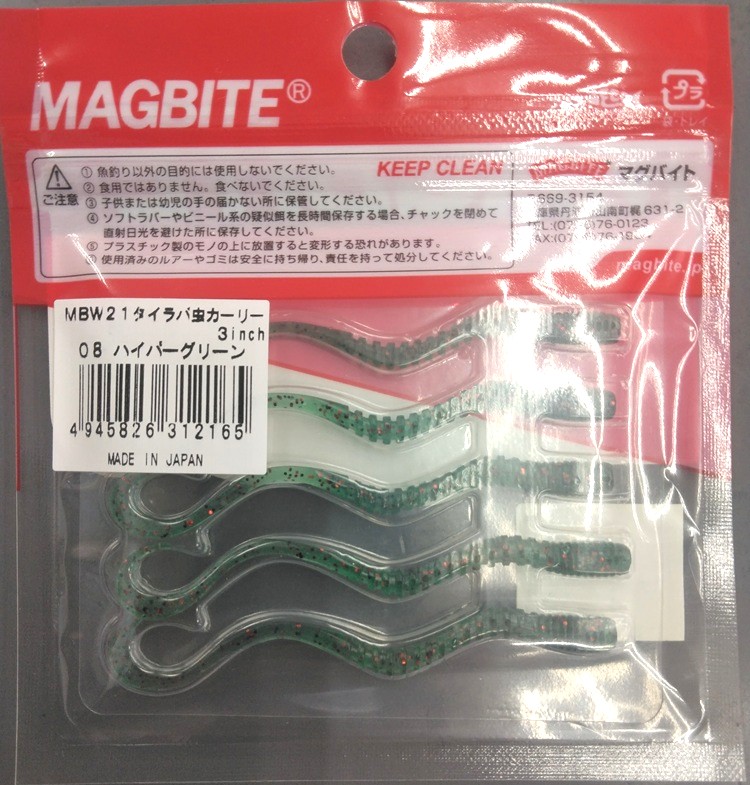 MAGBITE®
プラ
ご注意
① 魚釣り以外の目的には使用しないでください。
② 食用ではありません。食べないでください。
③ 子供または幼児の手の届かない所に保管してください。
④ ソフトラバーやビニール系の疑似餌を長時間保存する場合、チャックを閉めて
直射日光を避けた所に保存してください。
⑤ プラスチック製のモノの上に放置すると変形する恐れがあります。
使用済みのルアーやゴミは安全に持ち帰り、責任を持って処分してください。
KEEP CLEAN
マグバイト
山南町梶 631-2
magbite.jp
MBW21タイラバ虫カーリー
3inch
08 ハイパーグリーン
4 945826 312165
MADE IN JAPAN